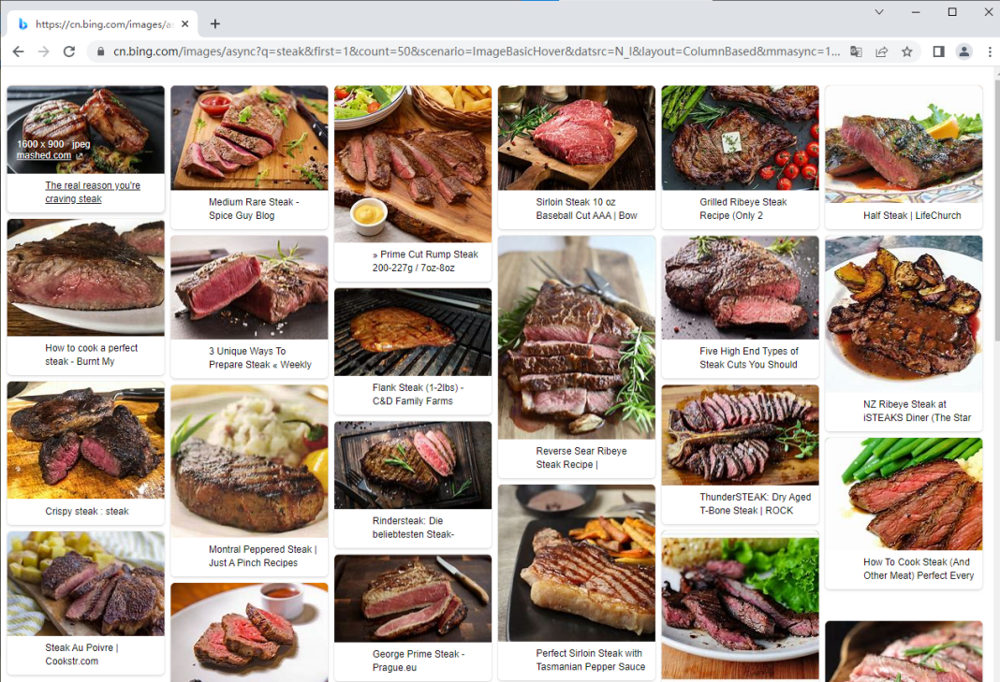 https://cn.bing.com/images/as
cn.bing.com/images/async?q=steak&first=1&count=50&scenario=ImageBasicHover&datsrc=N_I&layout=ColumnBased&mmasync=1...
1600 x 900 · jpeg
mashed.com
The real reason you're
craving steak
How to cook a perfect
steak - Burnt My
Crispy steak : steak
Steak Au Poivre |
Cookstr.com
Medium Rare Steak -
Spice Guy Blog
3 Unique Ways To
Prepare Steak « Weekly
Montral Peppered Steak |
Just A Pinch Recipes
» Prime Cut Rump Steak
200-227g / 7oz-8oz
Flank Steak (1-2lbs) -
C&D Family Farms
Rindersteak: Die
beliebtesten Steak-
George Prime Steak -
Prague.eu
Sirloin Steak 10 oz
Baseball Cut AAA | Bow
Reverse Sear Ribeye
Steak Recipe |
Perfect Sirloin Steak with
Tasmanian Pepper Sauce
Grilled Ribeye Steak
Recipe (Only 2
Five High End Types of
Steak Cuts You Should
ThunderSTEAK: Dry Aged
T-Bone Steak | ROCK
Half Steak | LifeChurch
NZ Ribeye Steak at
iSTEAKS Diner (The Star
How To Cook Steak (And
Other Meat) Perfect Every